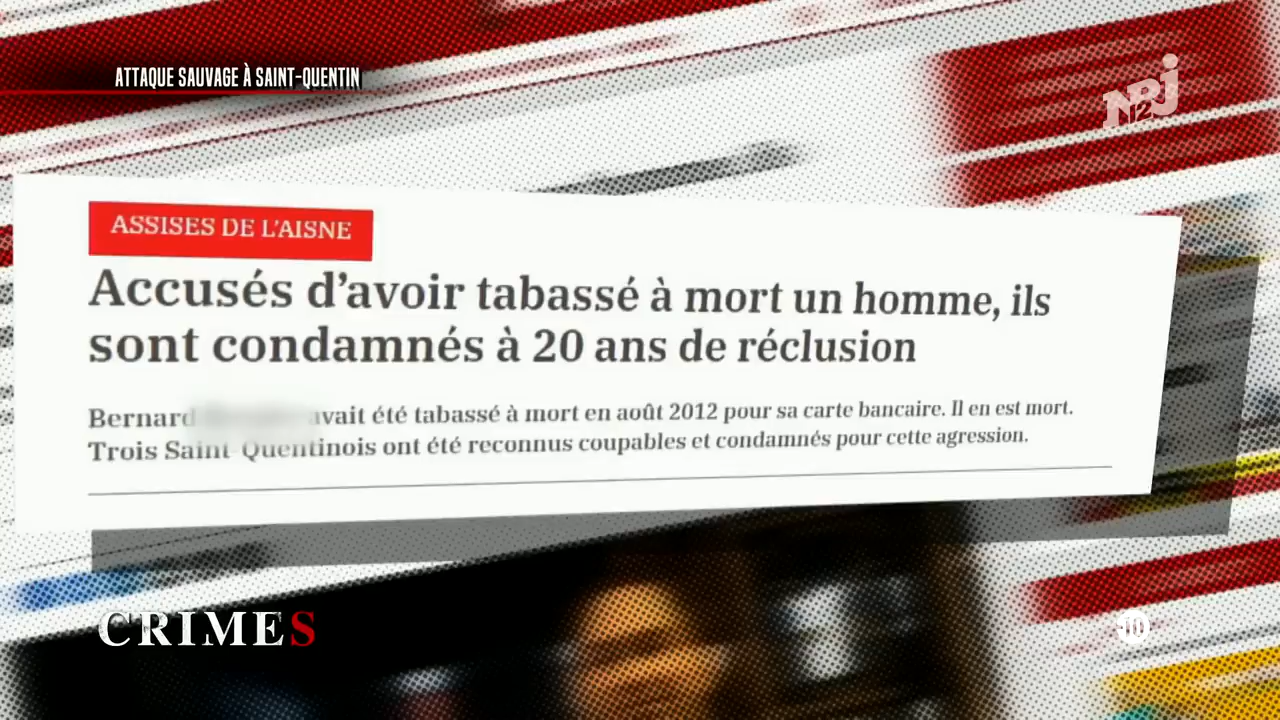 ATTAQUE SAUVAGE À SAINT-QUENTIN
NRJ12
ASSISES DE L'AISNE
Accusés d'avoir tabassé à mort un homme, ils
sont condamnés à 20 ans de réclusion
Bernard avait été tabassé à mort en août 2012 pour sa carte bancaire. Il en est mort.
Trois Saint-Quentinois ont été reconnus coupables et condamnés pour cette agression.
CRIMES
-10